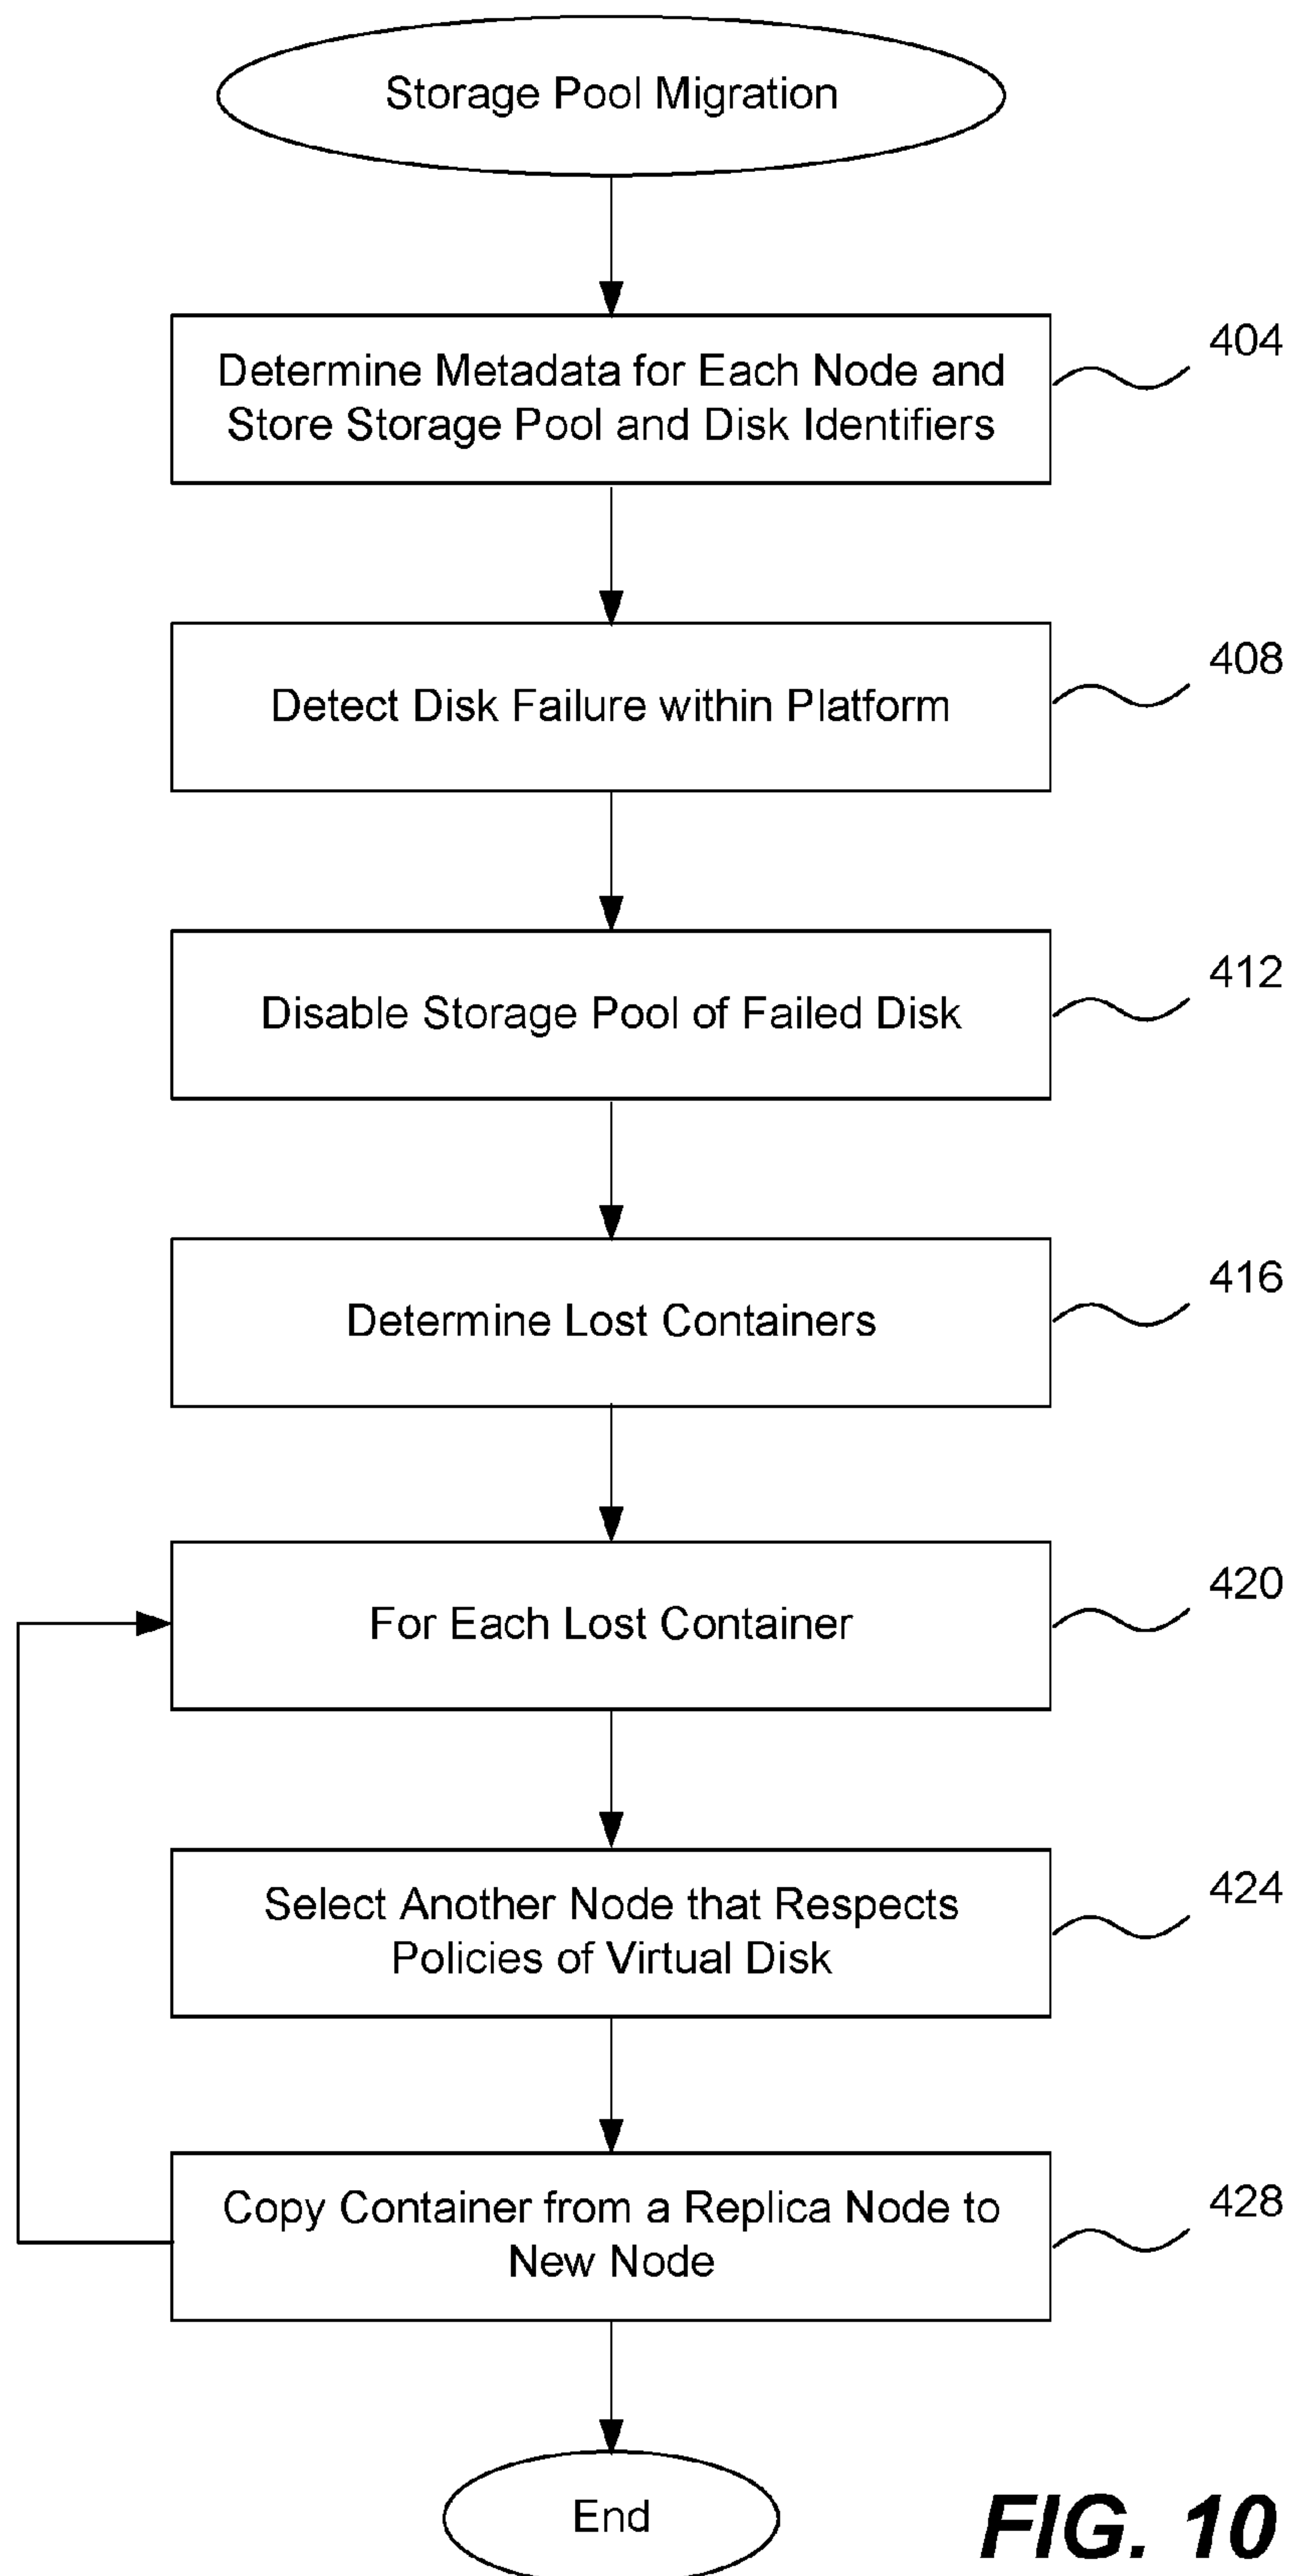 Storage Pool Migration
Determine Metadata for Each Node and
Store Storage Pool and Disk Identifiers
404
Detect Disk Failure within Platform
408
Disable Storage Pool of Failed Disk
412
Determine Lost Containers
416
For Each Lost Container
420
Select Another Node that Respects
Policies of Virtual Disk
424
Copy Container from a Replica Node to
New Node
428
End
FIG. 10